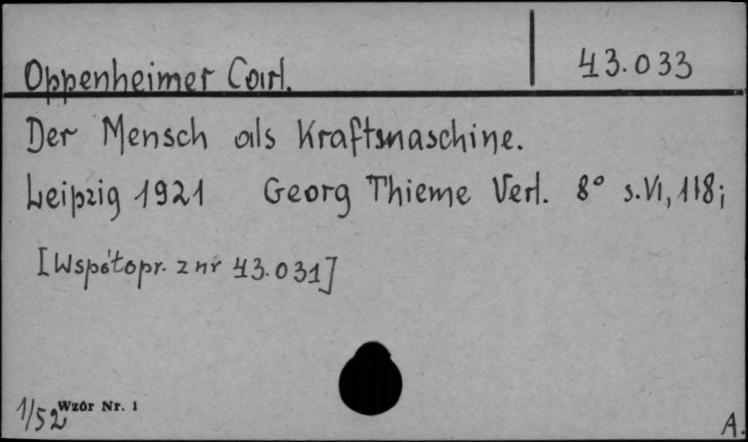 Oppenheimer Carl. 43.033
Der Mensch als Kraftmaschine.
Leipzig 1921 Georg Thieme Verl. 8° s.VI, 118;
[Współopr. z nr 43.031]
1/52 Wzór Nr. 1
A.